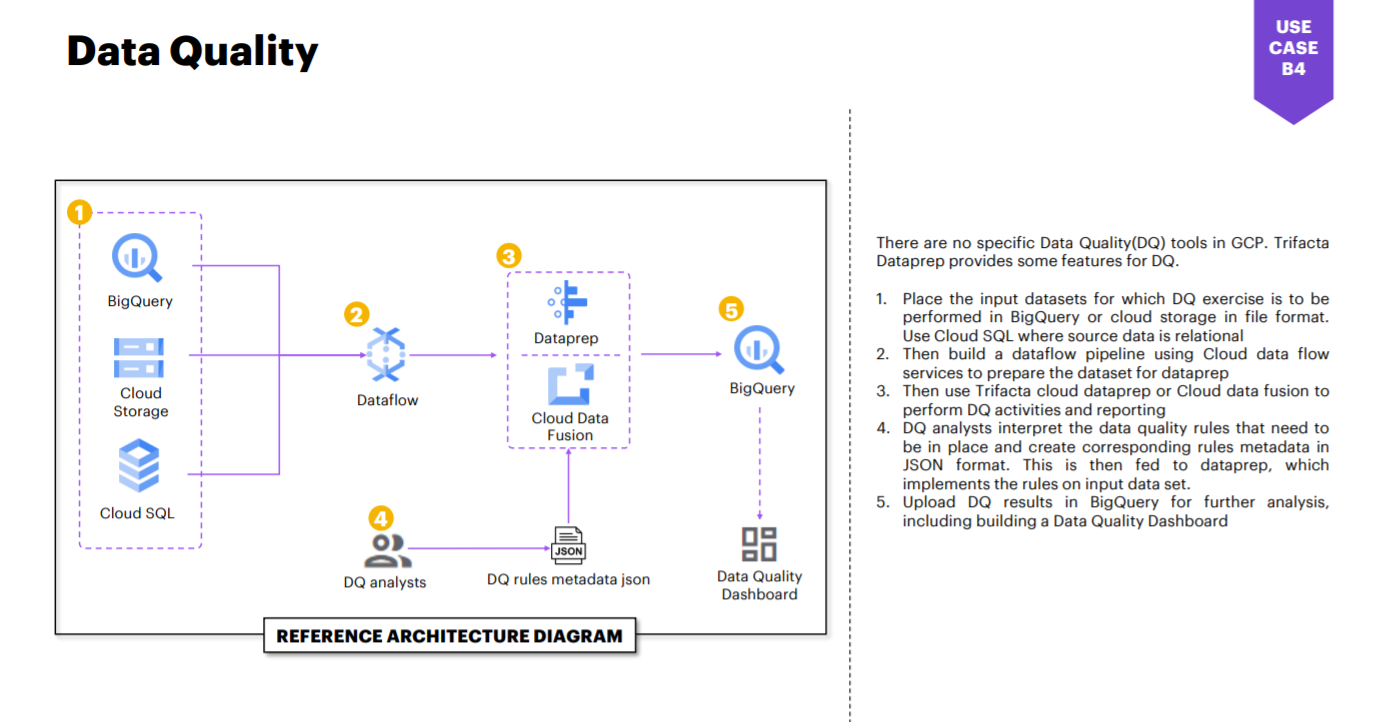 Data Quality
USE
CASE
B4
1
BigQuery
Cloud
Storage
Cloud SQL
2
Dataflow
3
Dataprep
Cloud Data
Fusion
4
DQ analysts
JSON
DQ rules metadata json
5
BigQuery
Data Quality
Dashboard
REFERENCE ARCHITECTURE DIAGRAM
There are no specific Data Quality(DQ) tools in GCP. Trifacta
Dataprep provides some features for DQ.
1. Place the input datasets for which DQ exercise is to be
performed in BigQuery or cloud storage in file format.
Use Cloud SQL where source data is relational
2. Then build a dataflow pipeline using Cloud data flow
services to prepare the dataset for dataprep
3. Then use Trifacta cloud dataprep or Cloud data fusion to
perform DQ activities and reporting
4. DQ analysts interpret the data quality rules that need to
be in place and create corresponding rules metadata in
JSON format. This is then fed to dataprep, which
implements the rules on input data set.
5. Upload DQ results in BigQuery for further analysis,
including building a Data Quality Dashboard